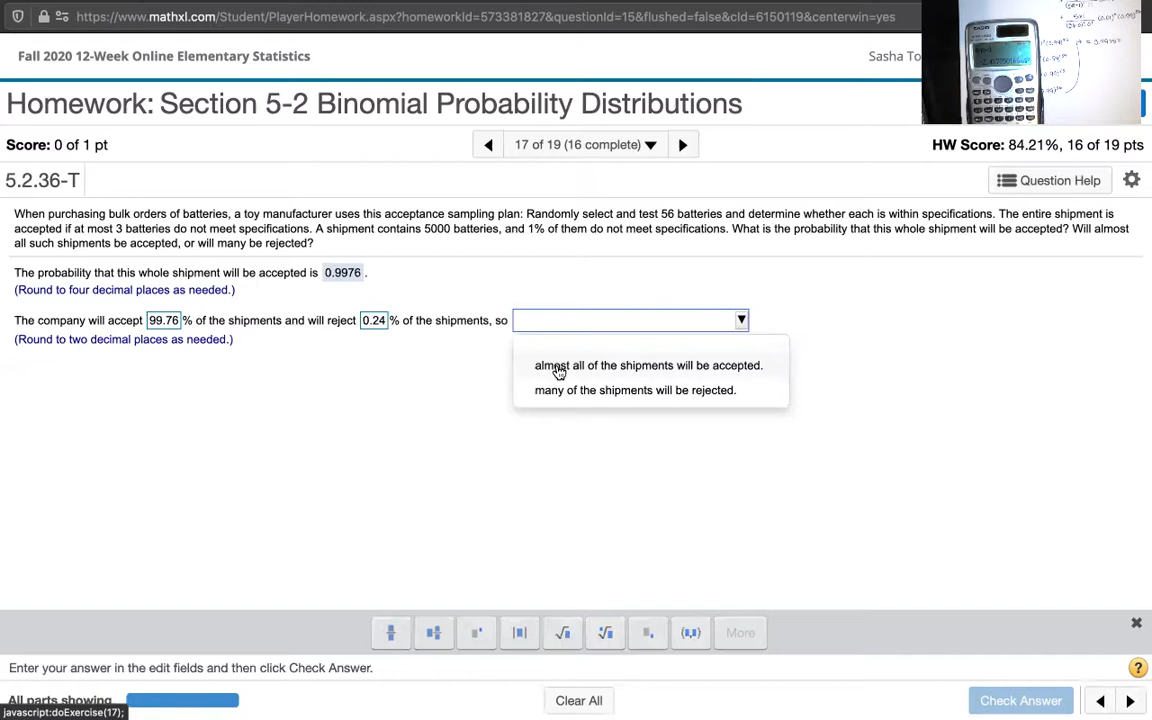 https://www.mathxl.com/Student/PlayerHomework.aspx?homeworkId=573381827&questionId=15&flushed=false&cId=6150119&centerwin=yes
Fall 2020 12-Week Online Elementary Statistics
Sasha To
Homework: Section 5-2 Binomial Probability Distributions
Score: 0 of 1 pt
17 of 19 (16 complete)
HW Score: 84.21%, 16 of 19 pts
5.2.36-T
Question Help
When purchasing bulk orders of batteries, a toy manufacturer uses this acceptance sampling plan: Randomly select and test 56 batteries and determine whether each is within specifications. The entire shipment is
accepted if at most 3 batteries do not meet specifications. A shipment contains 5000 batteries, and 1% of them do not meet specifications. What is the probability that this whole shipment will be accepted? Will almost
all such shipments be accepted, or will many be rejected?
The probability that this whole shipment will be accepted is 0.9976 .
(Round to four decimal places as needed.)
The company will accept 99.76 % of the shipments and will reject 0.24 % of the shipments, so
(Round to two decimal places as needed.)
almost all of the shipments will be accepted.
many of the shipments will be rejected.
More
Enter your answer in the edit fields and then click Check Answer.
All parts showing
Clear All
Check Answer
javascript:doExercise(17);